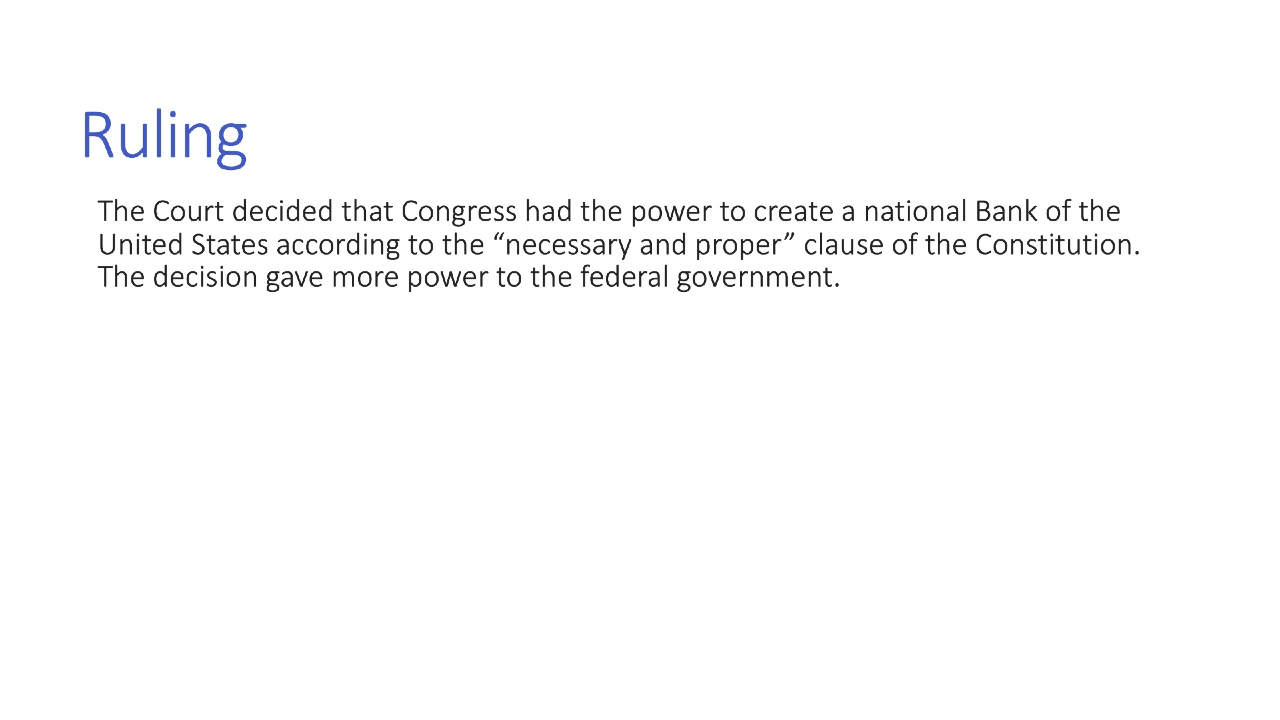 Ruling
The Court decided that Congress had the power to create a national Bank of the
United States according to the “necessary and proper” clause of the Constitution.
The decision gave more power to the federal government.